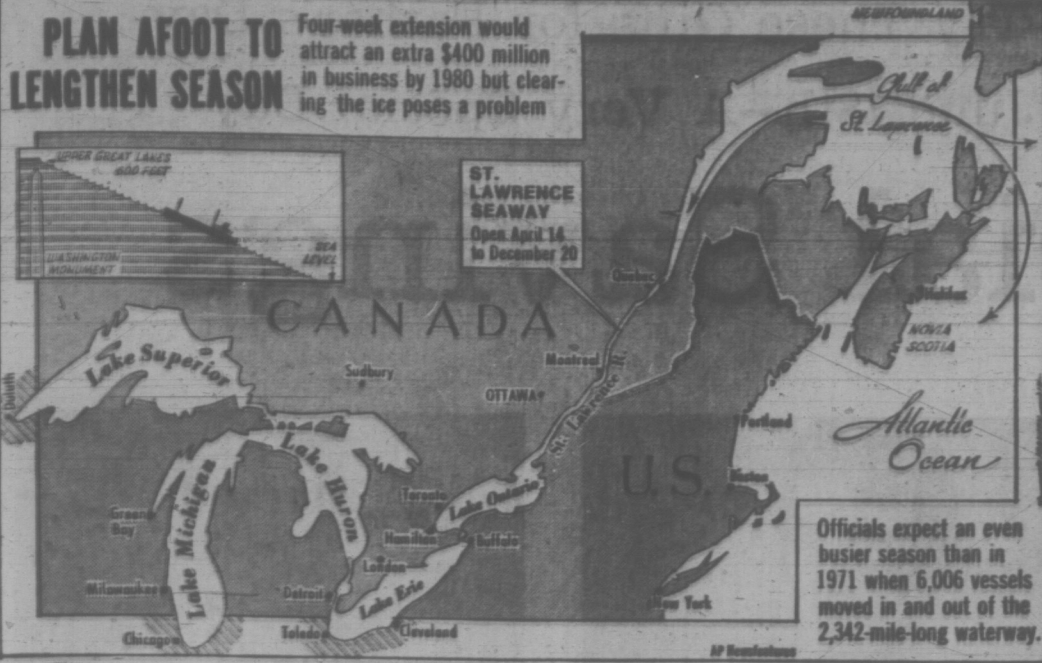 PLAN AFOOT TO
LENGTHEN SEASON
Four-week extension would
attract an extra $400 million
in business by 1980 but clear-
ing the ice poses a problem
NEWFOUNDLAND
Gulf of
St. Lawrence
UPPER GREAT LAKES
600 FEET
WASHINGTON
MONUMENT
SEA
LEVEL
ST.
LAWRENCE
SEAWAY
Open April 14
to December 20
Quebec
CANADA
Halifax
NOVIA
SCOTIA
Lake Superior
Duluth
Sudbury
Montreal
OTTAWA
St. Lawrence R.
Portland
Atlantic
Ocean
U.S.
Boston
Lake Michigan
Lake Huron
Toronto
Lake Ontario
Green
Bay
Hamilton
Buffalo
London
Milwaukee
Detroit
Lake Erie
New York
Chicago
Toledo
Cleveland
Officials expect an even
busier season than in
1971 when 6,006 vessels
moved in and out of the
2,342-mile-long waterway.
AP Newsfeatures